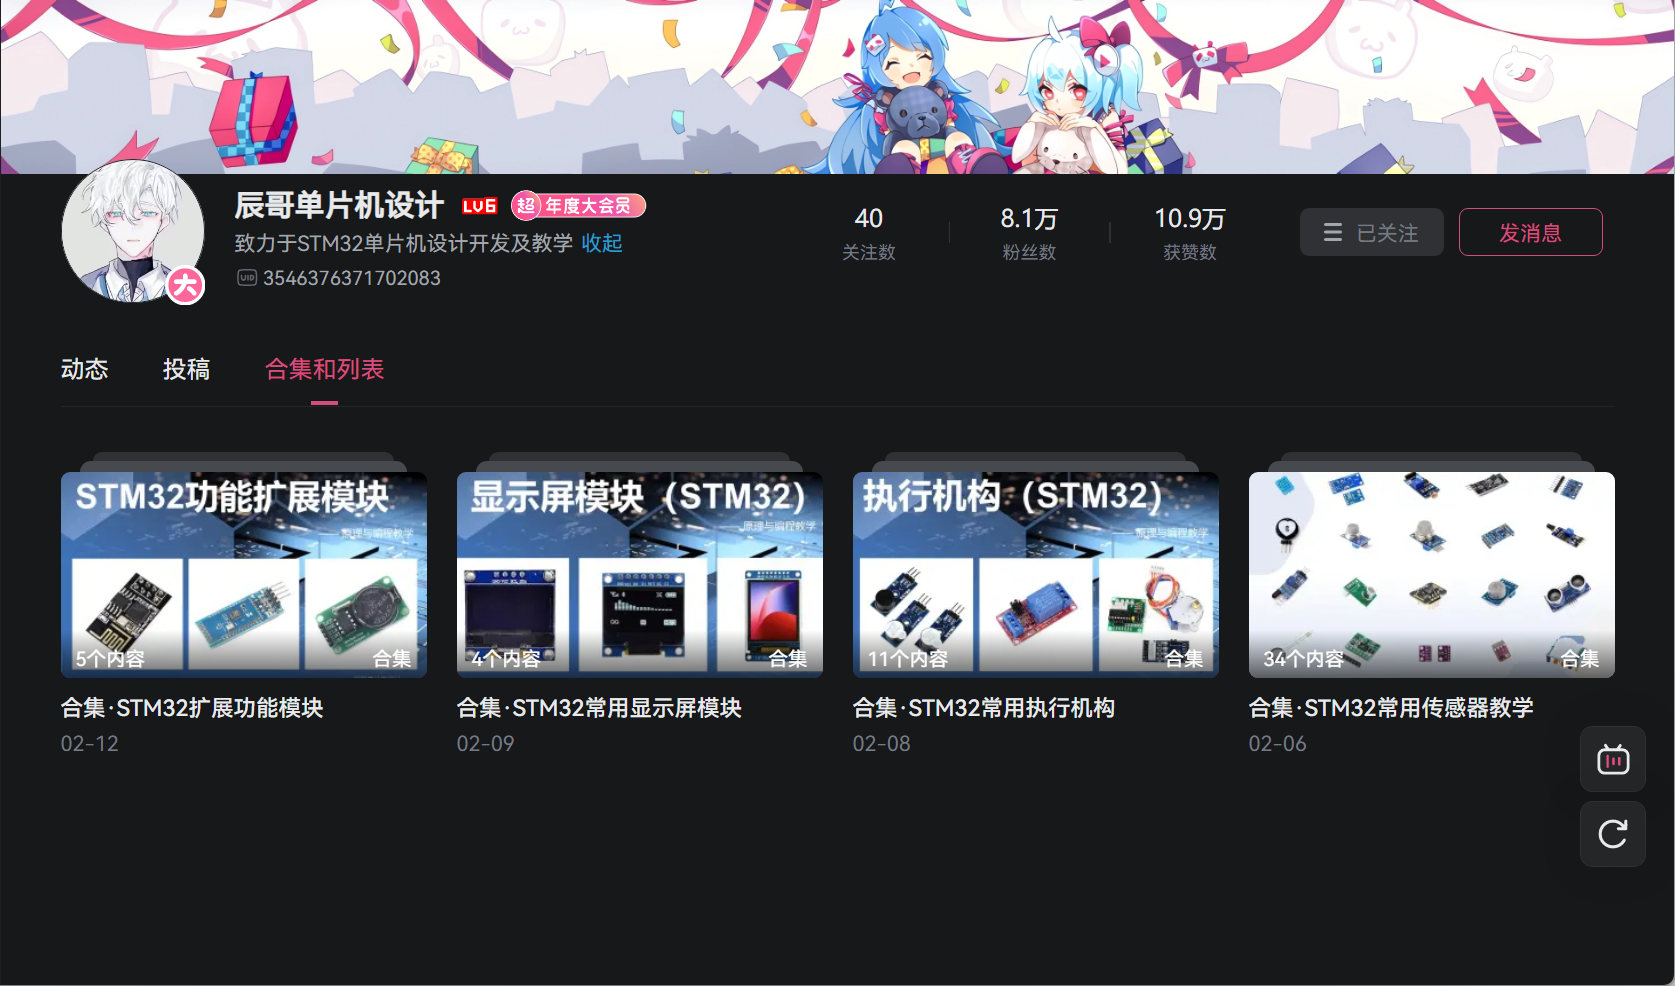 辰哥单片机设计 LV6 超 年度大会员
致力于STM32单片机设计开发及教学 收起
UID 3546376371702083
大
40
关注数
8.1万
粉丝数
10.9万
获赞数
已关注
发消息
动态
投稿
合集和列表
STM32功能扩展模块
—— 原理与编程教学
5个内容
合集
合集·STM32扩展功能模块
02-12
显示屏模块（STM32）
—— 原理与编程教学
4个内容
合集
合集·STM32常用显示屏模块
02-09
执行机构（STM32）
—— 原理与编程教学
11个内容
合集
合集·STM32常用执行机构
02-08
34个内容
合集
合集·STM32常用传感器教学
02-06